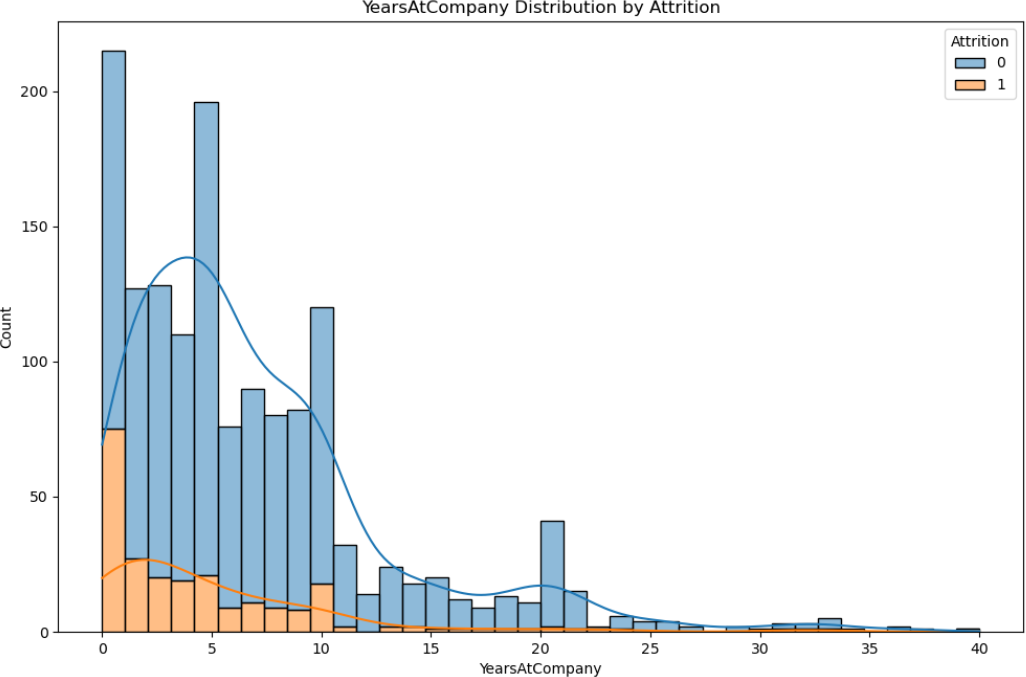 YearsAtCompany Distribution by Attrition
Attrition
0
1
200
150
100
50
0
Count
0 5 10 15 20 25 30 35 40
YearsAtCompany